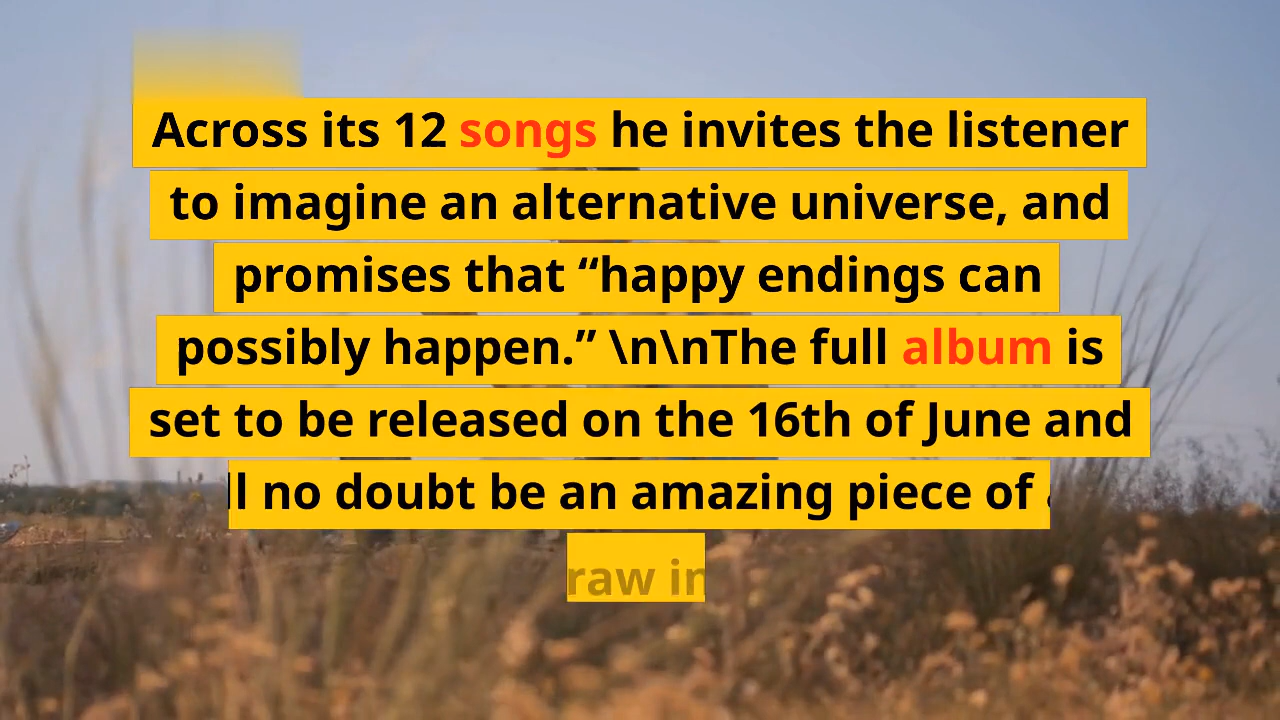 Across its 12 songs he invites the listener
to imagine an alternative universe, and
promises that “happy endings can
possibly happen.” \n\nThe full album is
set to be released on the 16th of June and
no doubt be an amazing piece of
raw